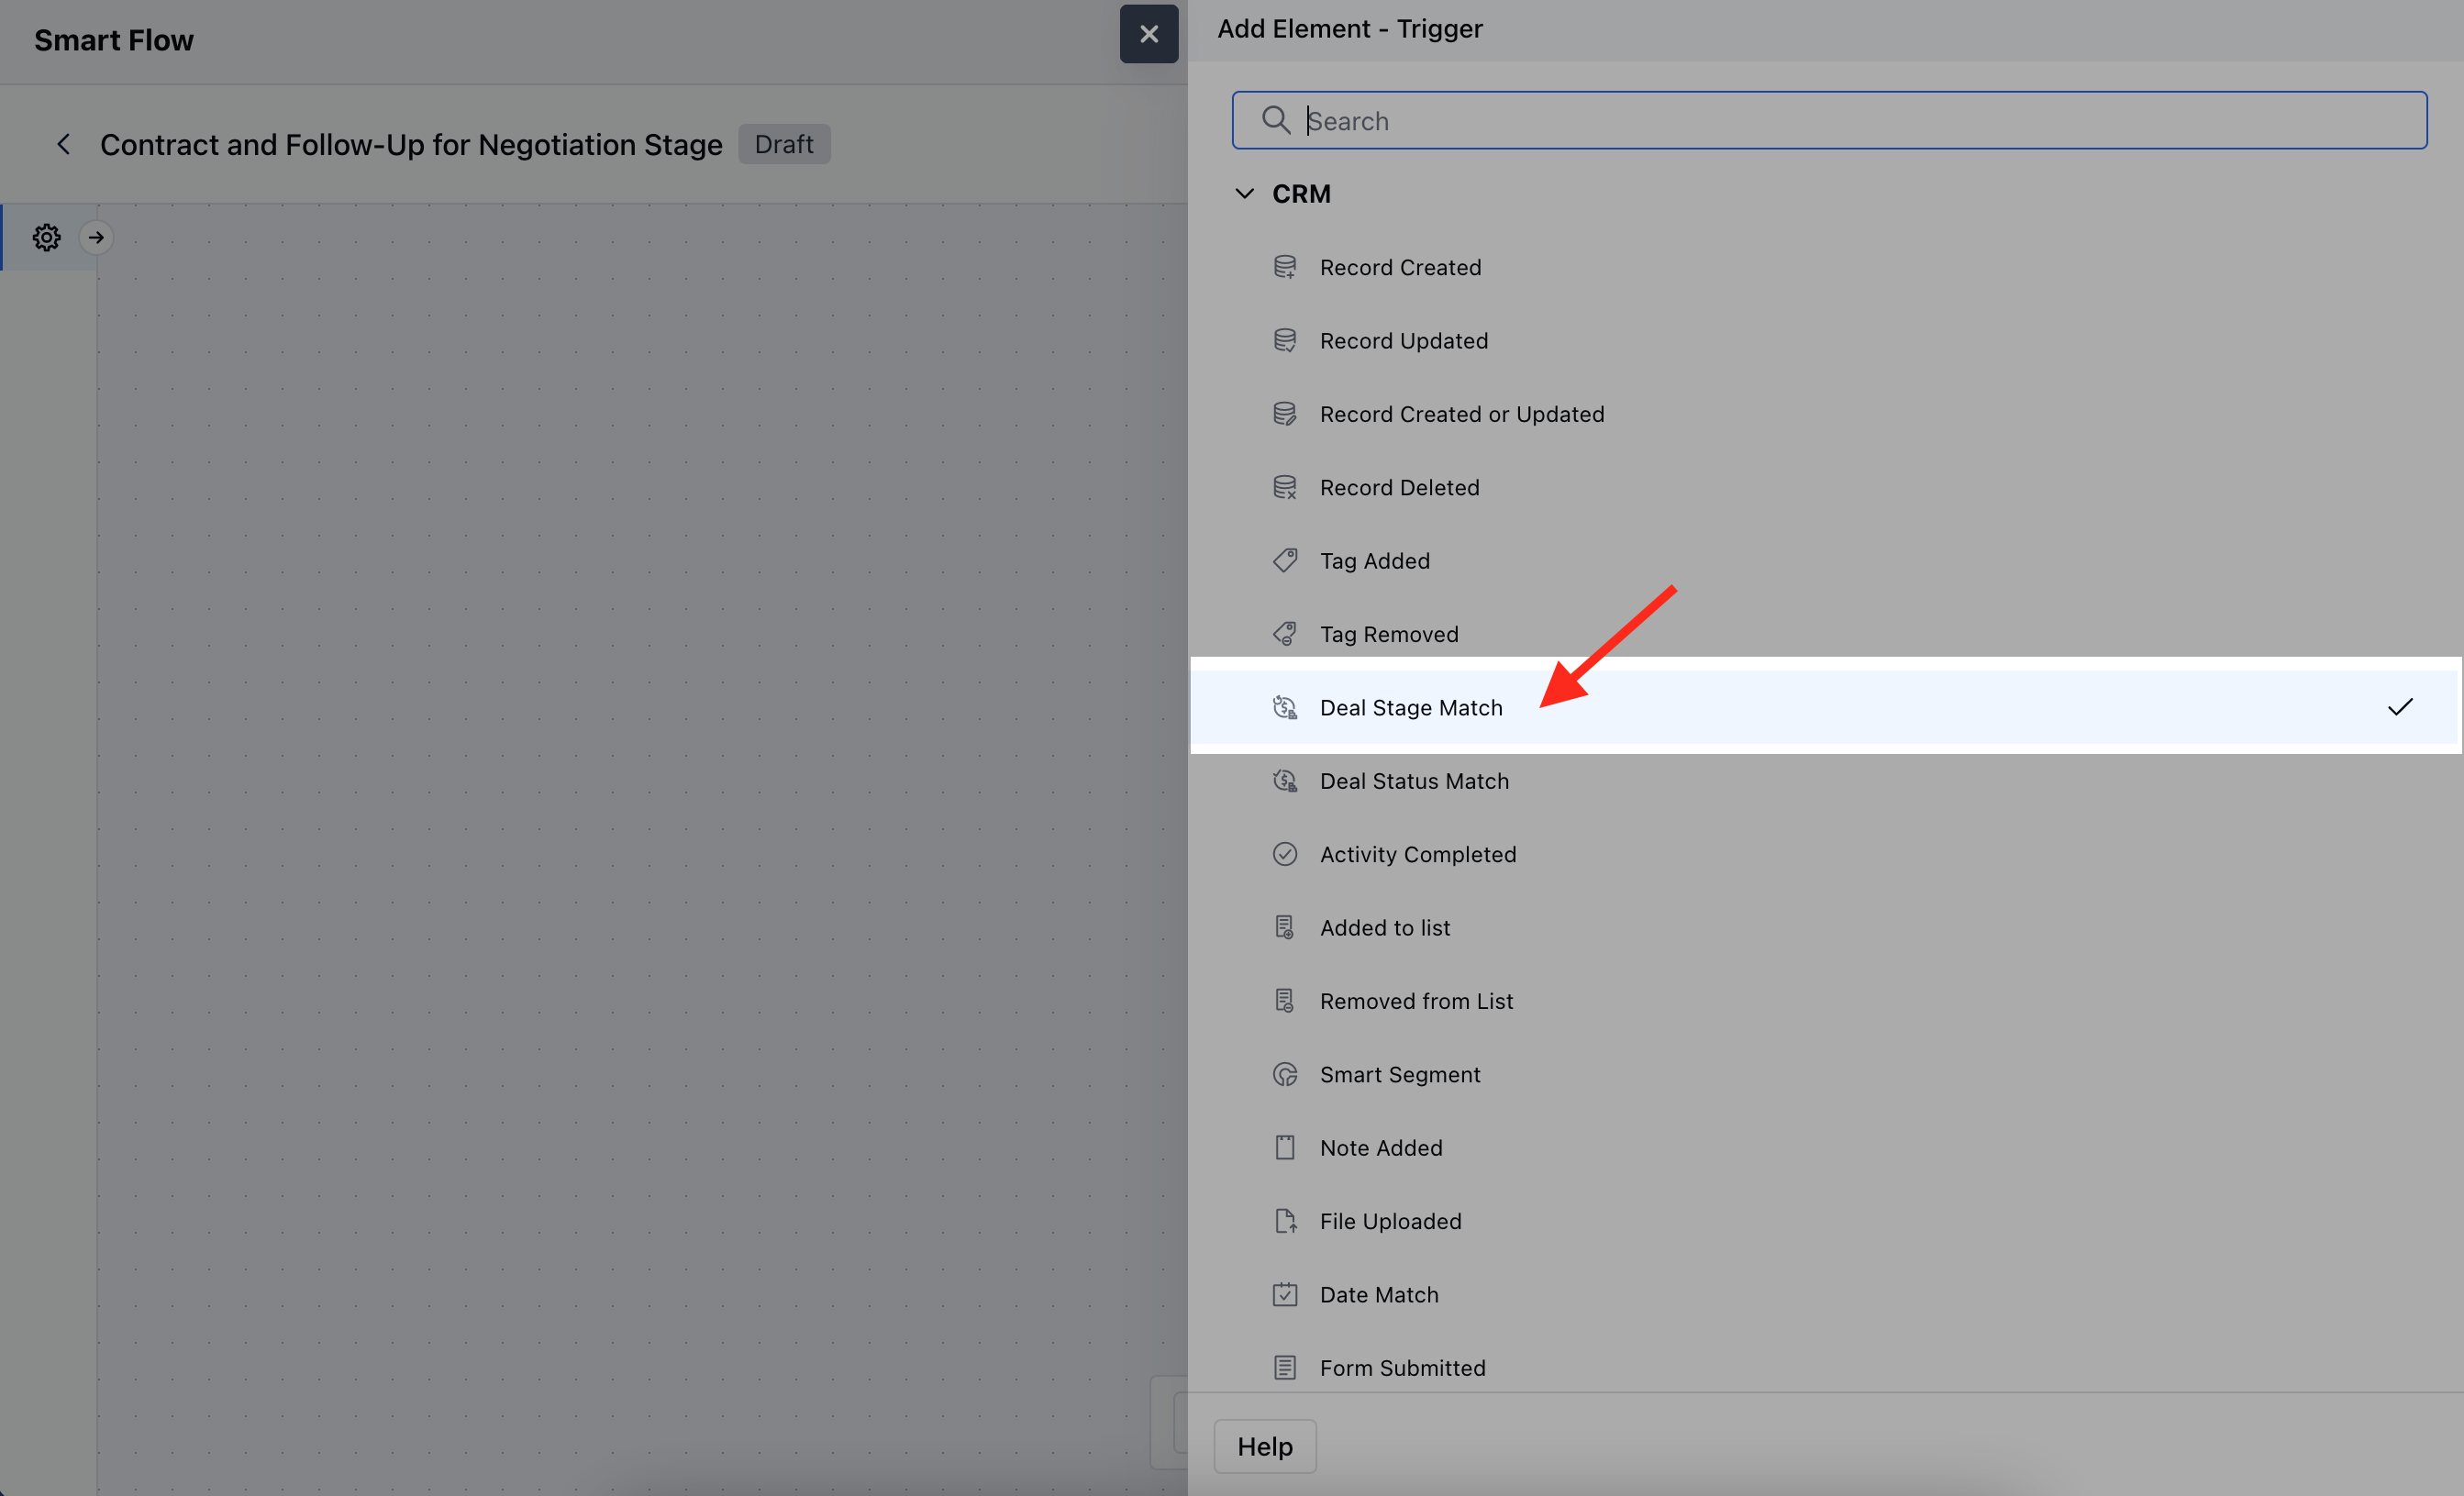 Smart Flow
Contract and Follow-Up for Negotiation Stage
Draft
Add Element - Trigger
Search
CRM
Record Created
Record Updated
Record Created or Updated
Record Deleted
Tag Added
Tag Removed
Deal Stage Match
Deal Status Match
Activity Completed
Added to list
Removed from List
Smart Segment
Note Added
File Uploaded
Date Match
Form Submitted
Help